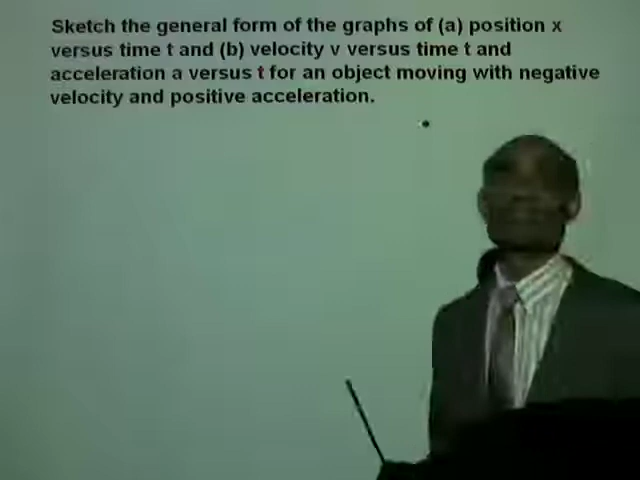 Sketch the general form of the graphs of (a) position x
versus time t and (b) velocity v versus time t and
acceleration a versus t for an object moving with negative
velocity and positive acceleration.